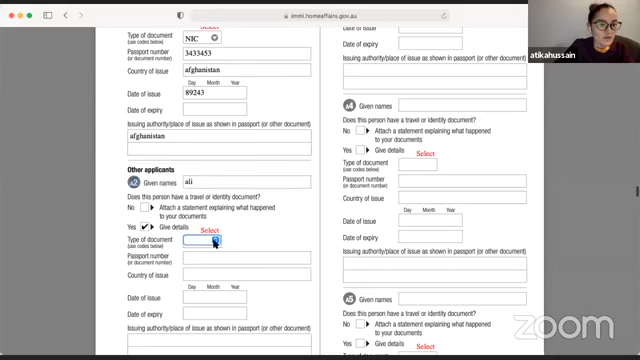 immi.homeaffairs.gov.au
Select
Type of document
(use codes below)
NIC
Passport number
(or document number)
3433453
Country of issue
afghanistan
Day Month Year
Date of issue
89243
Date of expiry
Issuing authority/place of issue as shown in passport (or other document)
afghanistan
Other applicants
A2
Given names
ali
Does this person have a travel or identity document?
No
Attach a statement explaining what happened
to your documents
Yes
Give details
Select
Type of document
(use codes below)
Passport number
(or document number)
Country of issue
Day Month Year
Date of issue
Date of expiry
Issuing authority/place of issue as shown in passport (or other document)
Date of issue
Date of expiry
Issuing authority/place of issue as shown in passport (or other document)
A4
Given names
Does this person have a travel or identity document?
No
Attach a statement explaining what happened
to your documents
Yes
Give details
Select
Type of document
(use codes below)
Passport number
(or document number)
Country of issue
Day Month Year
Date of issue
Date of expiry
Issuing authority/place of issue as shown in passport (or other document)
A5
Given names
Does this person have a travel or identity document?
No
Attach a statement explaining what happened
to your documents
Yes
Give details
Select
Type of document
atikahussain
zoom